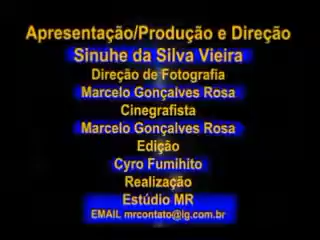 Apresentação/Produção e Direção
Sinuhe da Silva Vieira
Direção de Fotografia
Marcelo Gonçalves Rosa
Cinegrafista
Marcelo Gonçalves Rosa
Edição
Cyro Fumihito
Realização
Estúdio MR
EMAIL mrcontato@ig.com.br